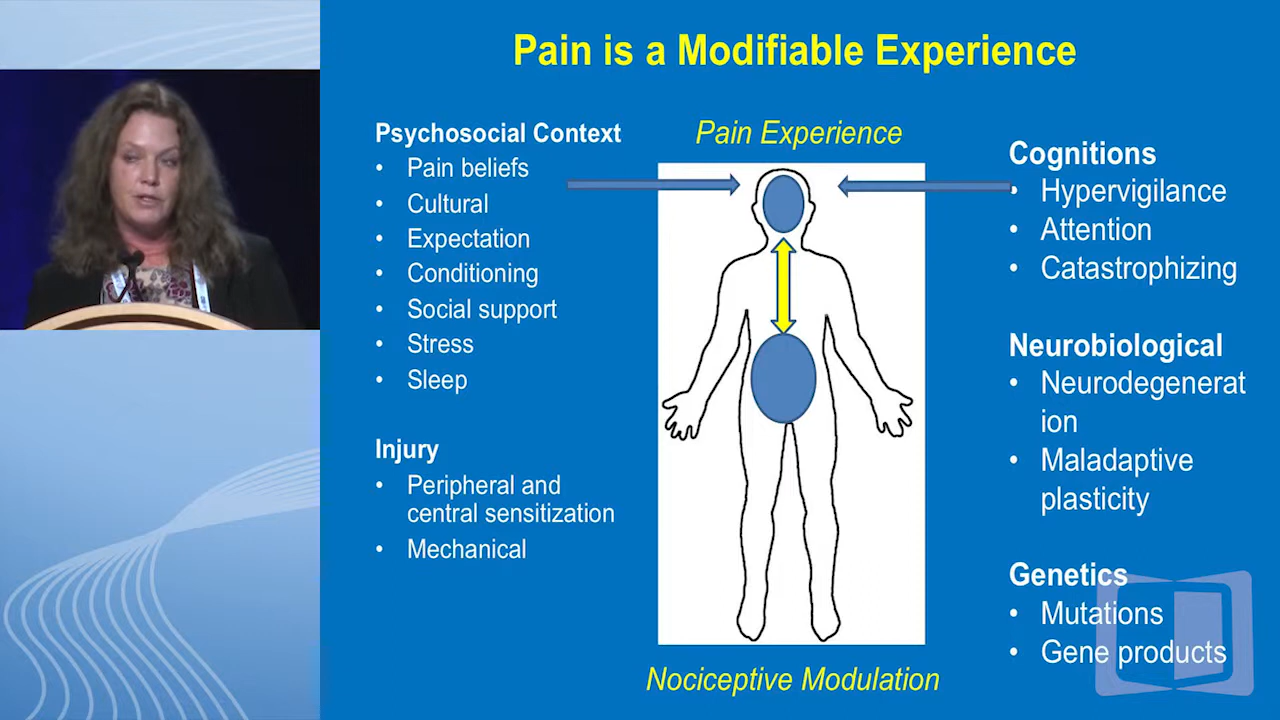 Pain is a Modifiable Experience
Psychosocial Context
• Pain beliefs
• Cultural
• Expectation
• Conditioning
• Social support
• Stress
• Sleep
Injury
• Peripheral and
central sensitization
• Mechanical
Pain Experience
Nociceptive Modulation
Cognitions
• Hypervigilance
• Attention
• Catastrophizing
Neurobiological
• Neurodegenerat
ion
• Maladaptive
plasticity
Genetics
• Mutations
• Gene products